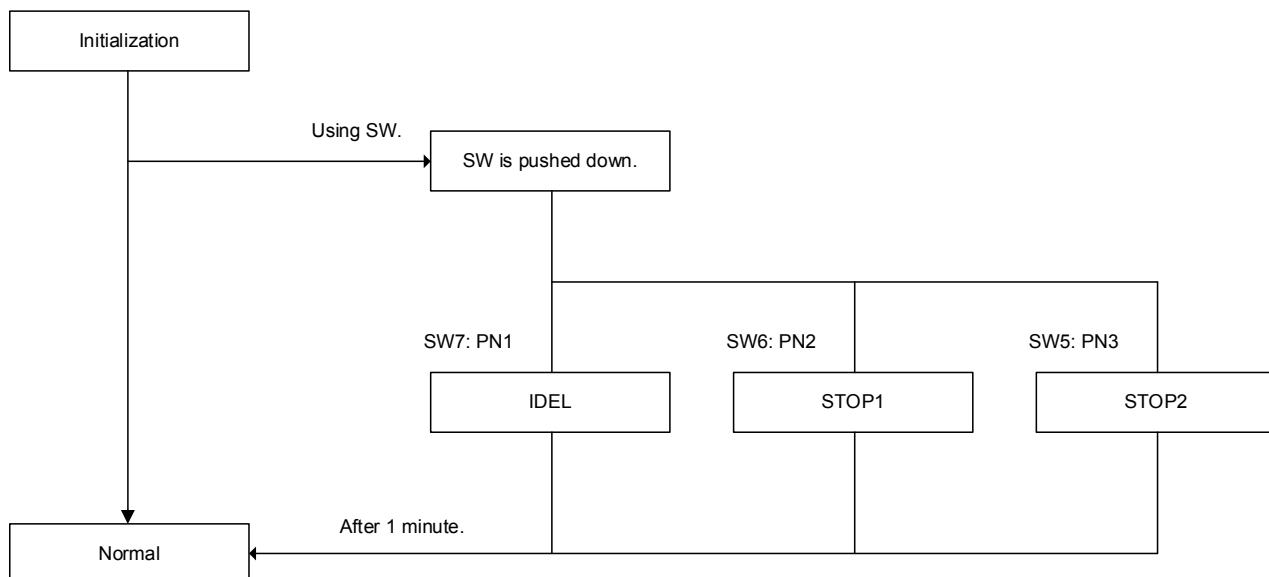 Initialization
Using SW.
SW is pushed down.
SW7: PN1
SW6: PN2
SW5: PN3
IDEL
STOP1
STOP2
After 1 minute.
Normal